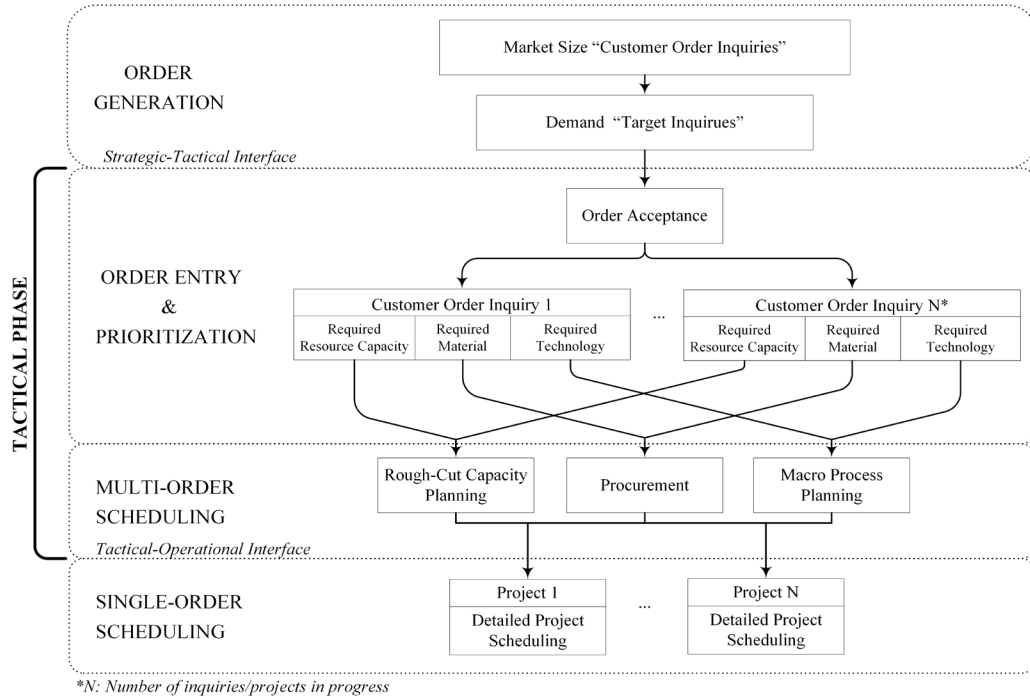 ORDER
GENERATION
Market Size “Customer Order Inquiries”
Demand “Target Inquirues”
Strategic-Tactical Interface
TACTICAL PHASE
ORDER ENTRY
&
PRIORITIZATION
Order Acceptance
Customer Order Inquiry 1
Required
Resource Capacity
Required
Material
Required
Technology
...
Customer Order Inquiry N*
Required
Resource Capacity
Required
Material
Required
Technology
MULTI-ORDER
SCHEDULING
Rough-Cut Capacity
Planning
Procurement
Macro Process
Planning
Tactical-Operational Interface
SINGLE-ORDER
SCHEDULING
Project 1
Detailed Project
Scheduling
...
Project N
Detailed Project
Scheduling
*N: Number of inquiries/projects in progress